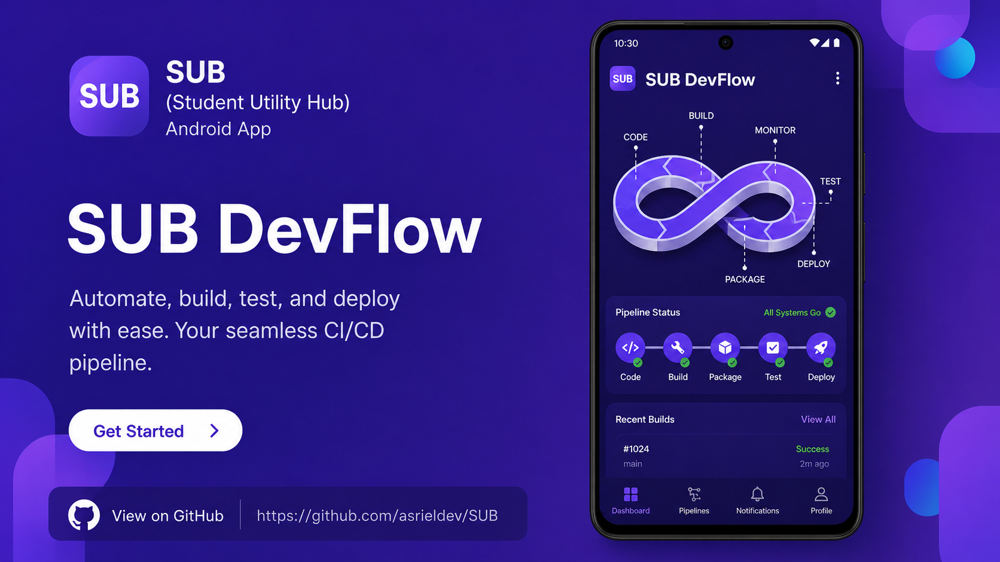 SUB
SUB
(Student Utility Hub)
Android App
SUB DevFlow
Automate, build, test, and deploy
with ease. Your seamless CI/CD
pipeline.
Get Started
View on GitHub
https://github.com/asrieldev/SUB
10:30
SUB
SUB DevFlow
BUILD
MONITOR
CODE
TEST
DEPLOY
PACKAGE
Pipeline Status
All Systems Go
Code
Build
Package
Test
Deploy
Recent Builds
View All
#1024
Success
main
2m ago
Dashboard
Pipelines
Notifications
Profile